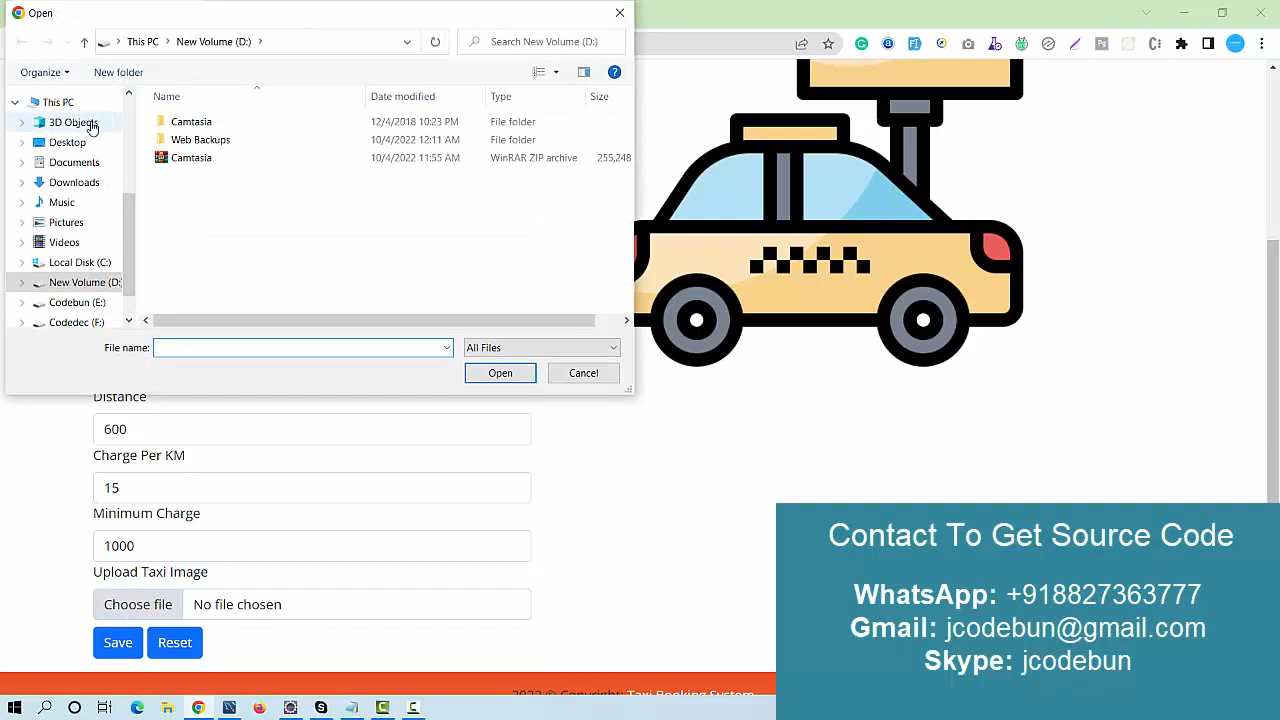 Open
This PC
New Volume (D:)
Search New Volume (D:)
Organize
New folder
This PC
3D Objects
Desktop
Documents
Downloads
Music
Pictures
Videos
Local Disk (C:)
New Volume (D:
Codebun (E:)
Codedec (F:)
Name
Date modified
Type
Size
Camtasia
12/4/2018 10:23 PM
File folder
Web Backups
10/4/2022 12:11 AM
File folder
Camtasia
10/4/2022 11:55 AM
WinRAR ZIP archive
255,248
File name:
All Files
Open
Cancel
Distance
600
Charge Per KM
15
Minimum Charge
1000
Upload Taxi Image
Choose file
No file chosen
Save
Reset
2022 © Copyright: Taxi Booking System
Contact To Get Source Code
WhatsApp: +918827363777
Gmail: jcodebun@gmail.com
Skype: jcodebun